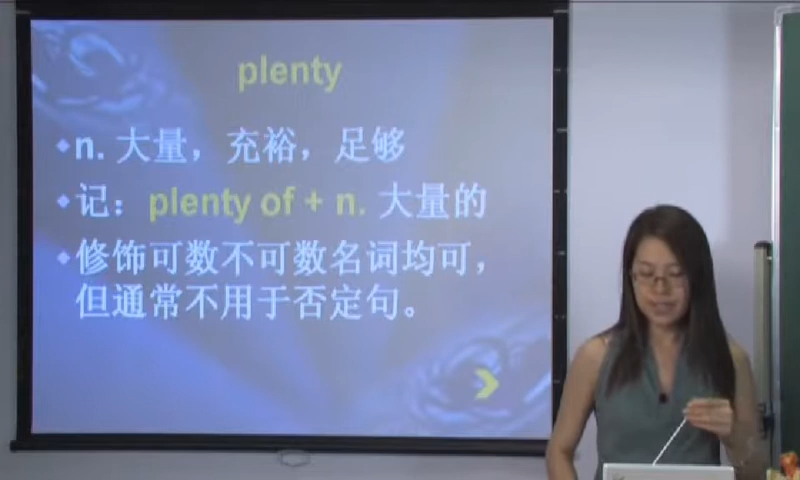 plenty
n. 大量，充裕，足够
记：plenty of + n. 大量的
修饰可数不可数名词均可，
但通常不用于否定句。